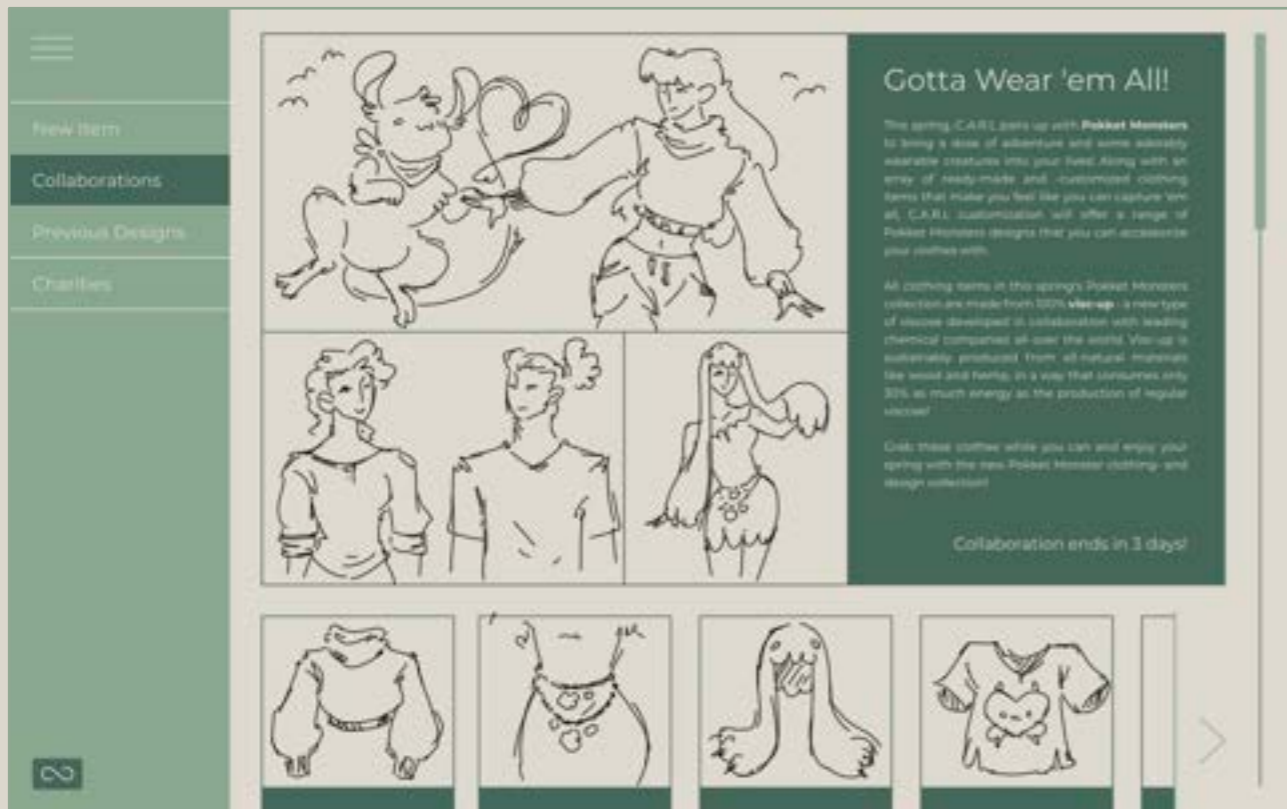 New Item
Collaborations
Previous Designs
Charities
Gotta Wear 'em All!
This spring, C.A.R.L pairs up with Pokket Monsters
to bring a dose of adventure and some adorably
wearable creatures into your lives! Along with an
array of ready-made and -customized clothing
items that make you feel like you can capture 'em
all, C.A.R.L customization will offer a range of
Pokket Monsters designs that you can accessorize
your clothes with.
All clothing items in this spring's Pokket Monsters
collection are made from 100% visc-up - a new type
of viscose developed in collaboration with leading
chemical companies all over the world. Visc-up is
sustainably produced from all-natural materials
like wood and hemp, in a way that consumes only
30% as much energy as the production of regular
viscose!
Grab these clothes while you can and enjoy your
spring with the new Pokket Monster clothing- and
design collection!
Collaboration ends in 3 days!